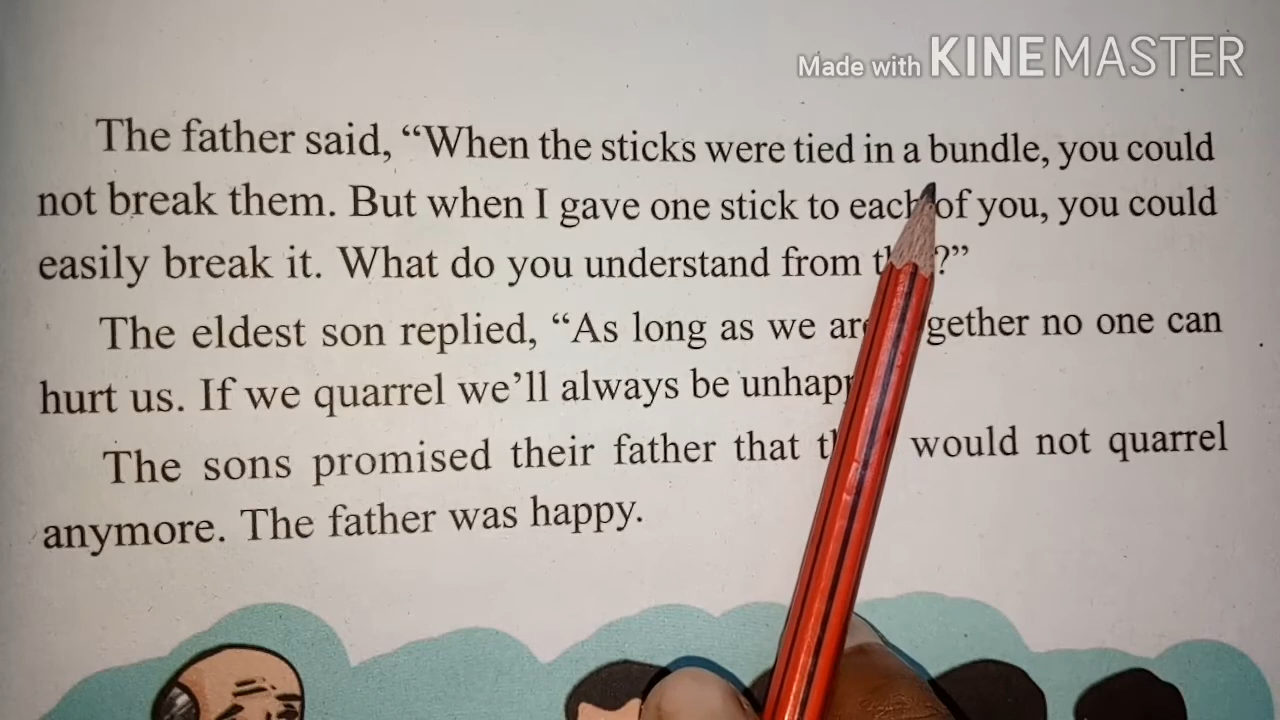 Made with KINEMASTER
The father said, “When the sticks were tied in a bundle, you could
not break them. But when I gave one stick to each of you, you could
easily break it. What do you understand from ?”
The eldest son replied, “As long as we are together no one can
hurt us. If we quarrel we’ll always be
The sons promised their father that would not quarrel
anymore. The father was happy.